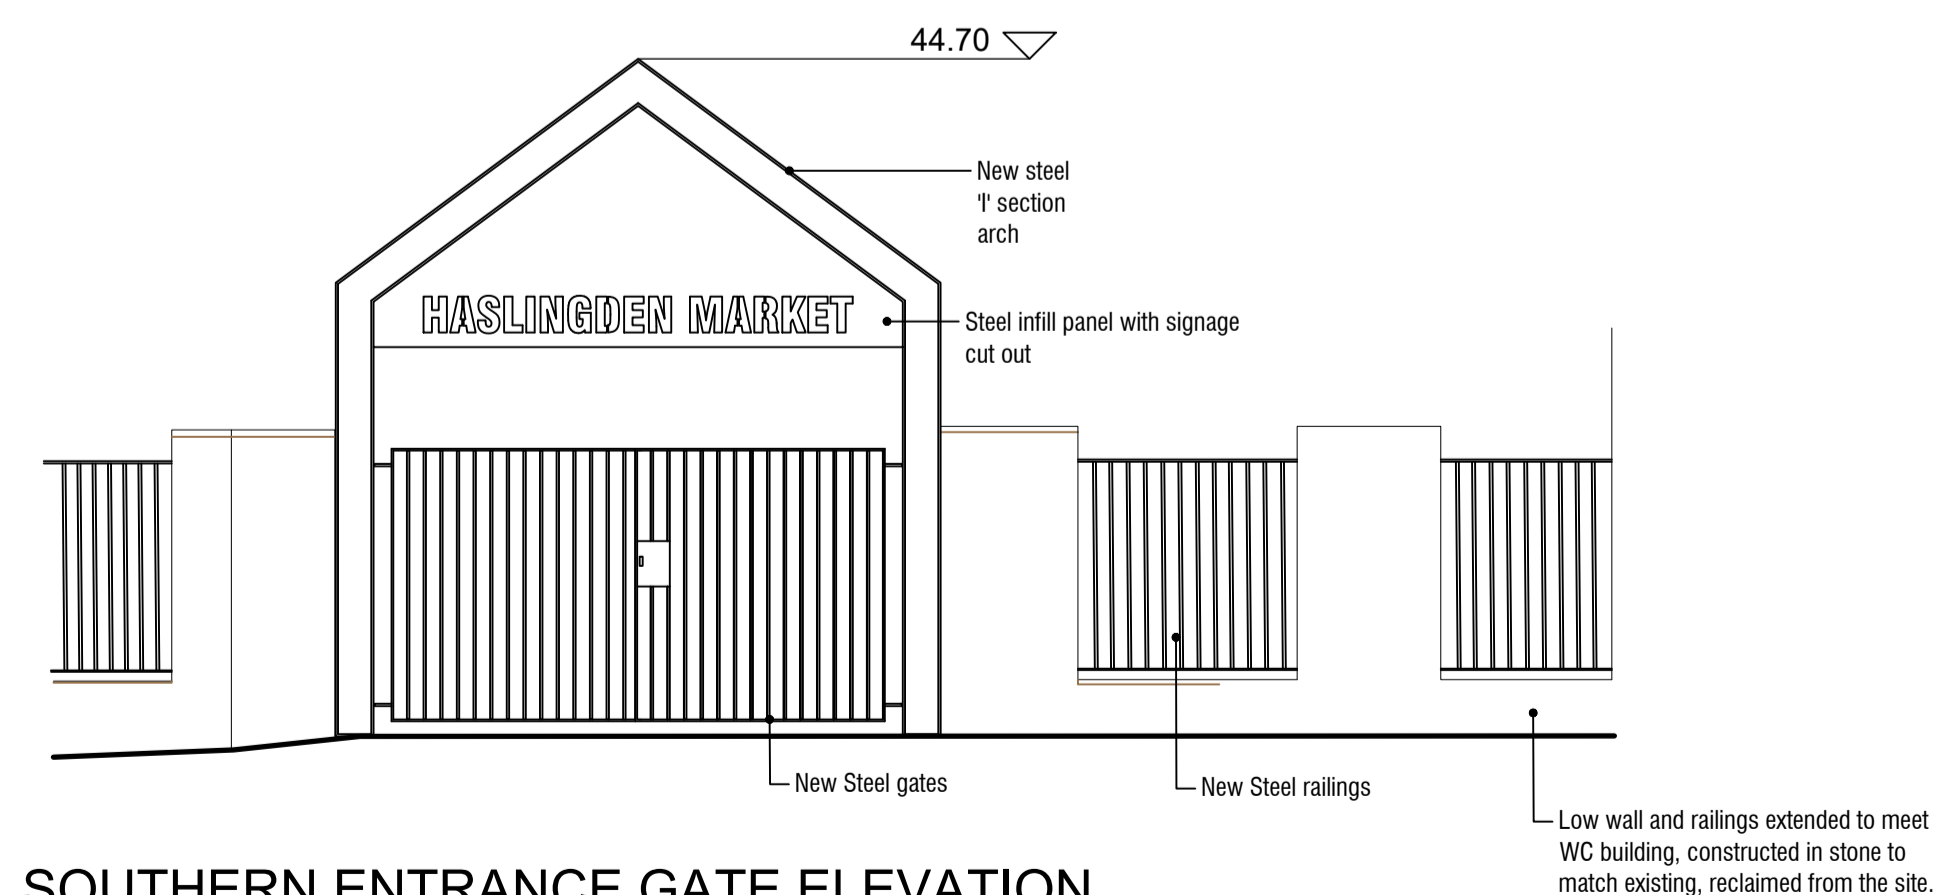 44.70
New steel
'I' section
arch
HASLINGDEN MARKET
Steel infill panel with signage
cut out
New Steel gates
New Steel railings
Low wall and railings extended to meet
WC building, constructed in stone to
match existing, reclaimed from the site.
SOUTHERN ENTRANCE GATE ELEVATION